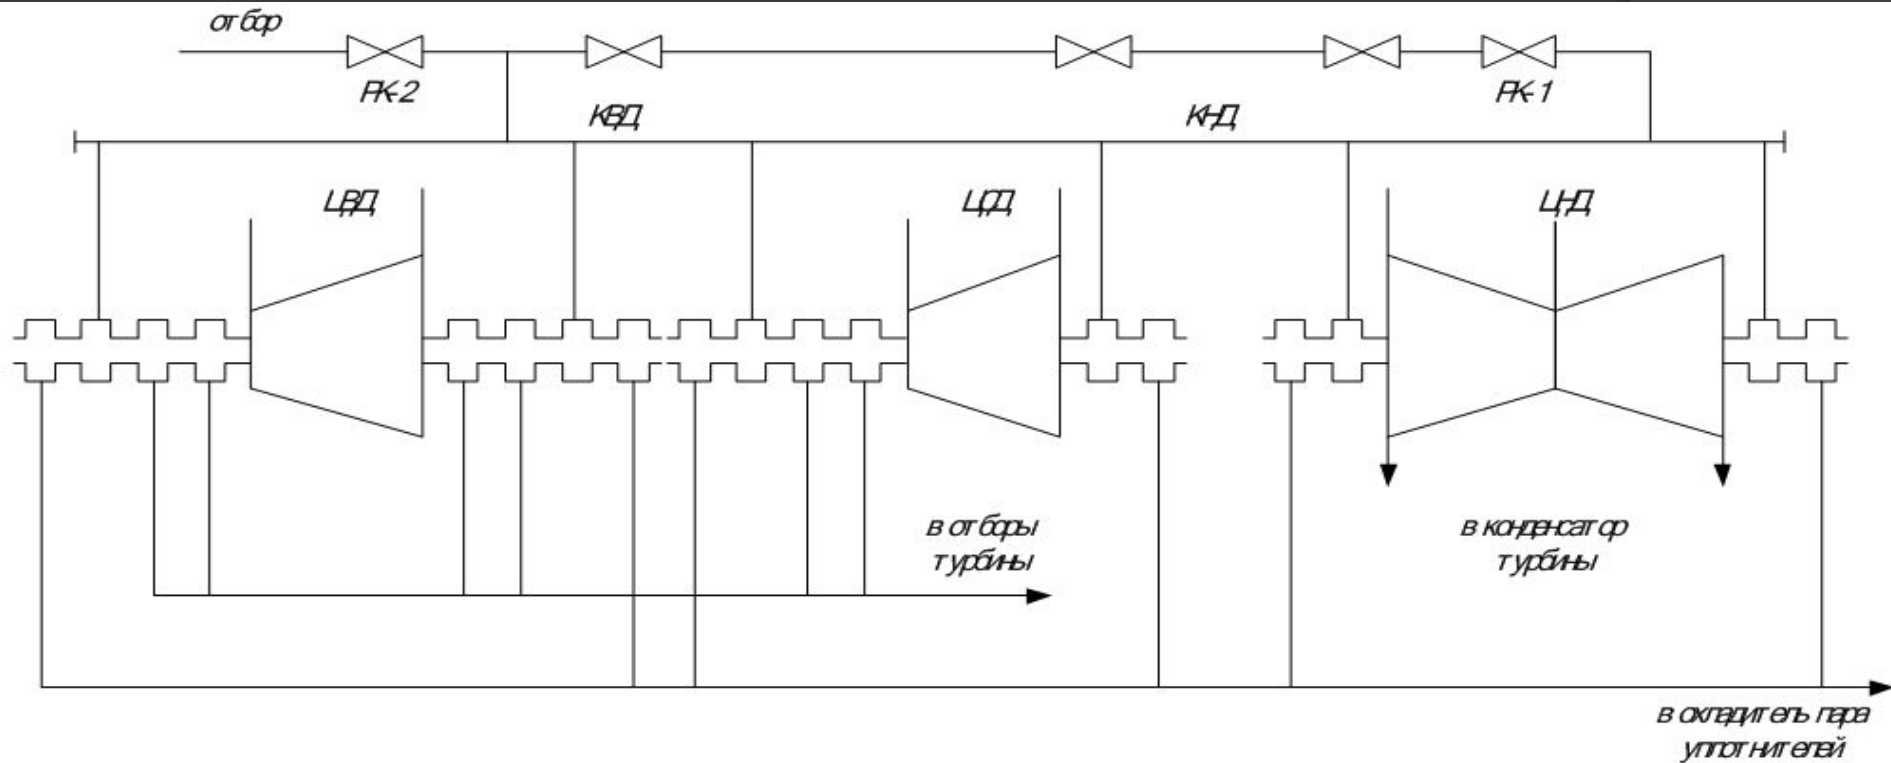 отбор
РК-2
РК-1
КВД
КНД
ЦВД
ЦСД
ЦНД
в отборы
турбины
в конденсатор
турбины
в охладитель пара
уплотнителей